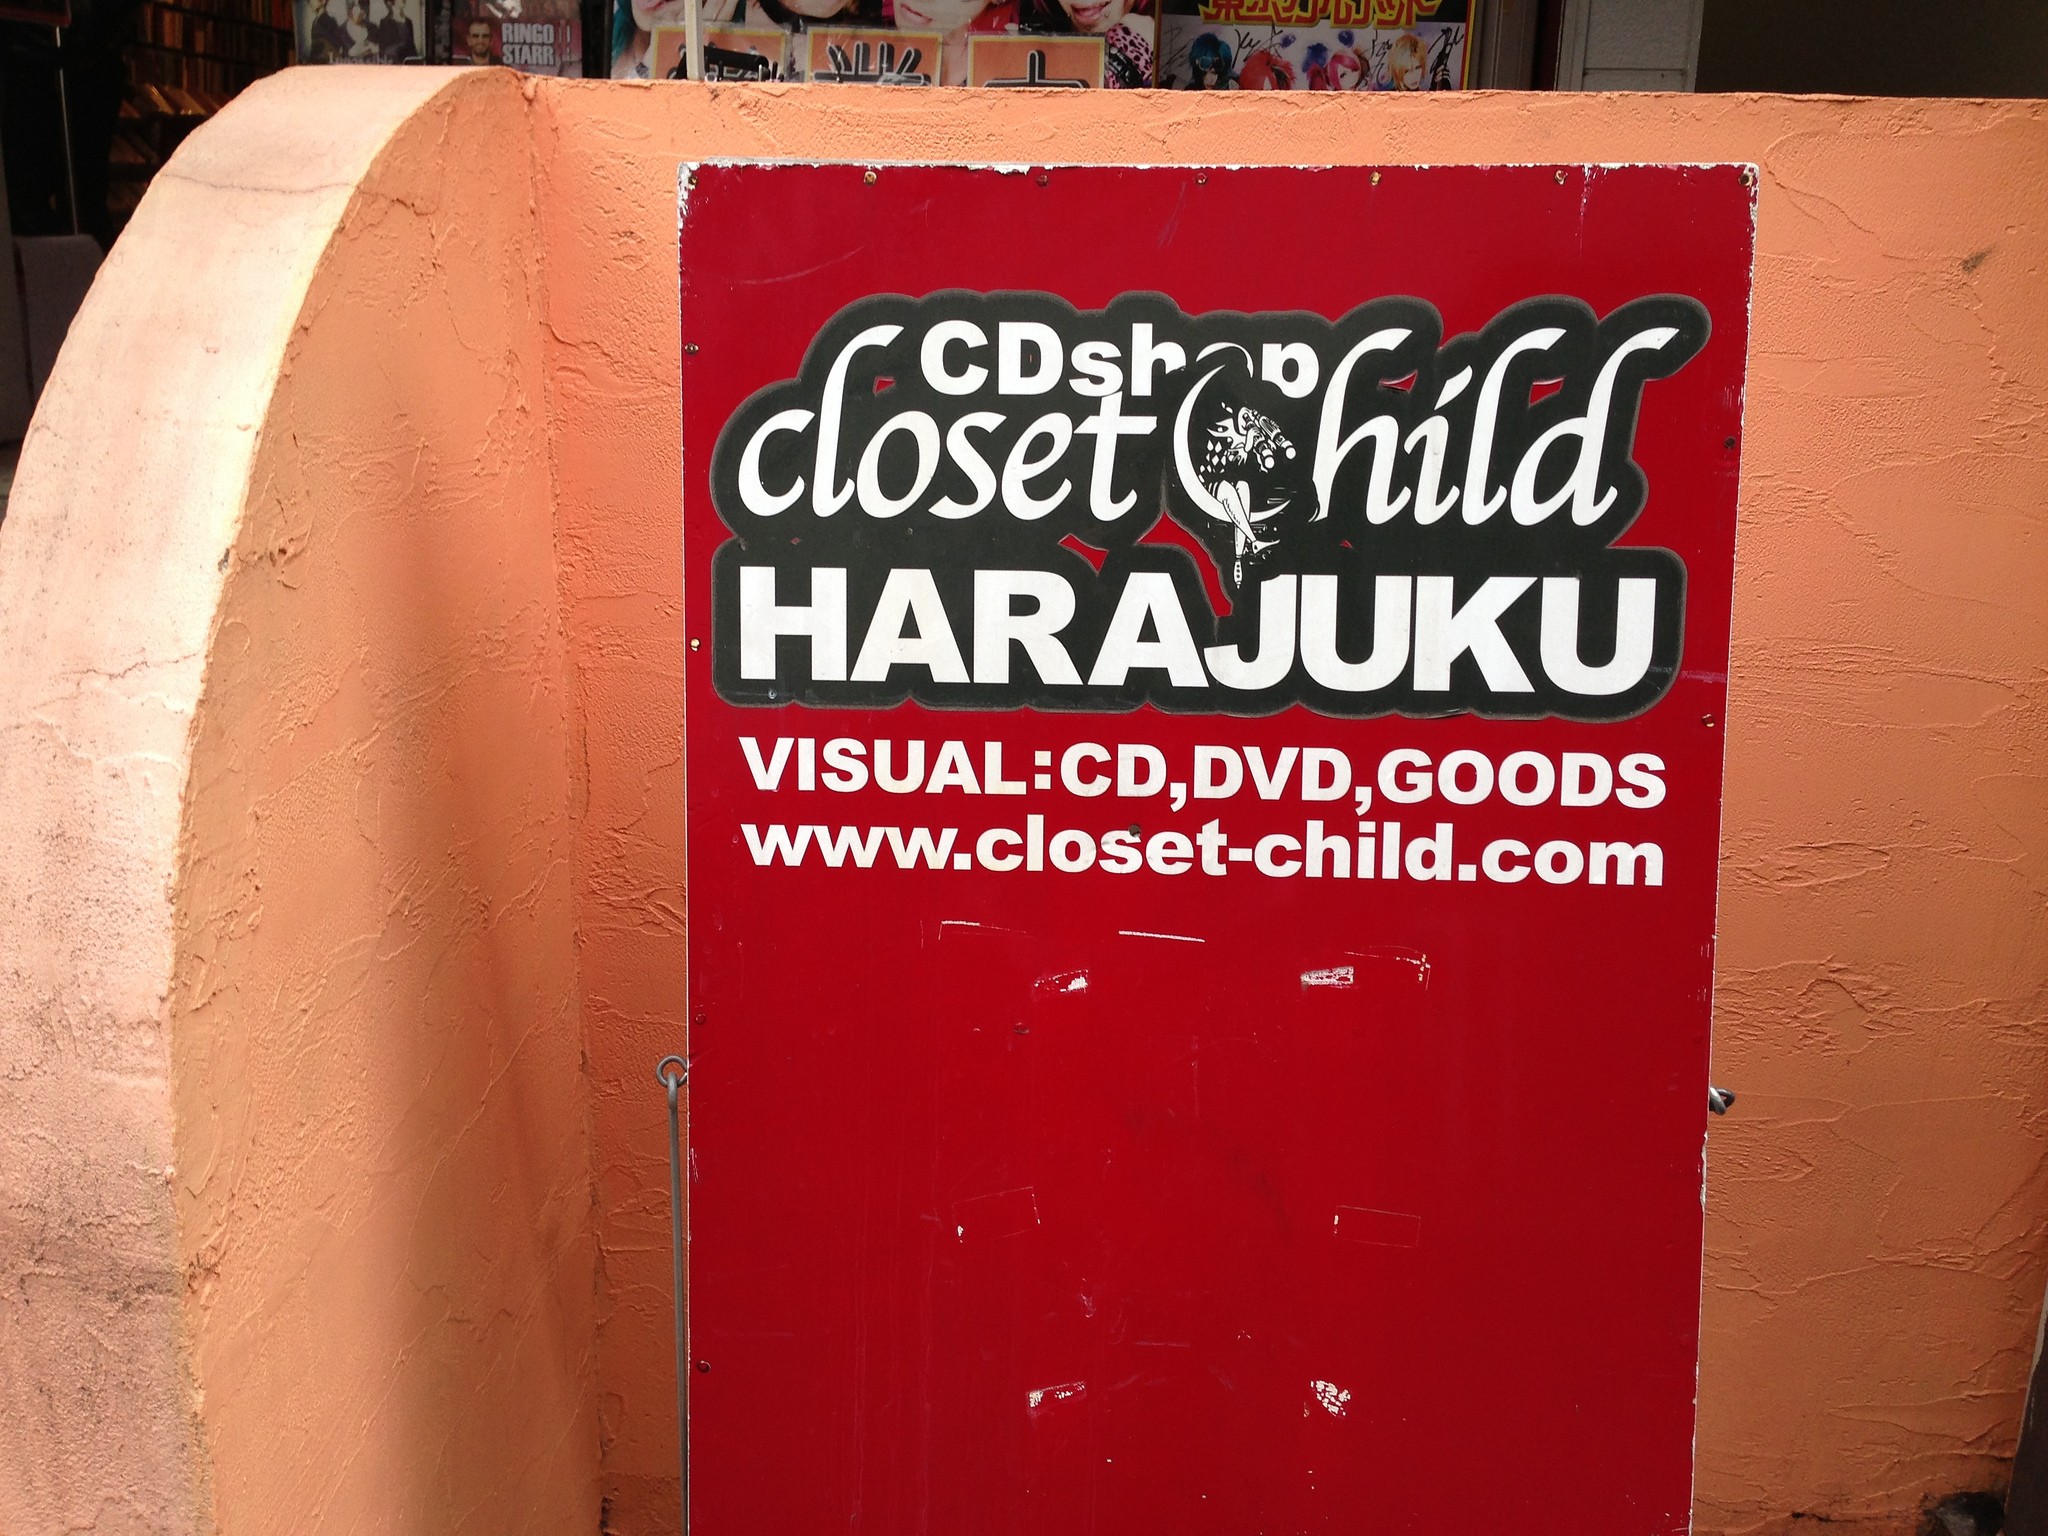 RINGO
STARR
CDshop
closet child
HARAJUKU
VISUAL:CD,DVD,GOODS
www.closet-child.com